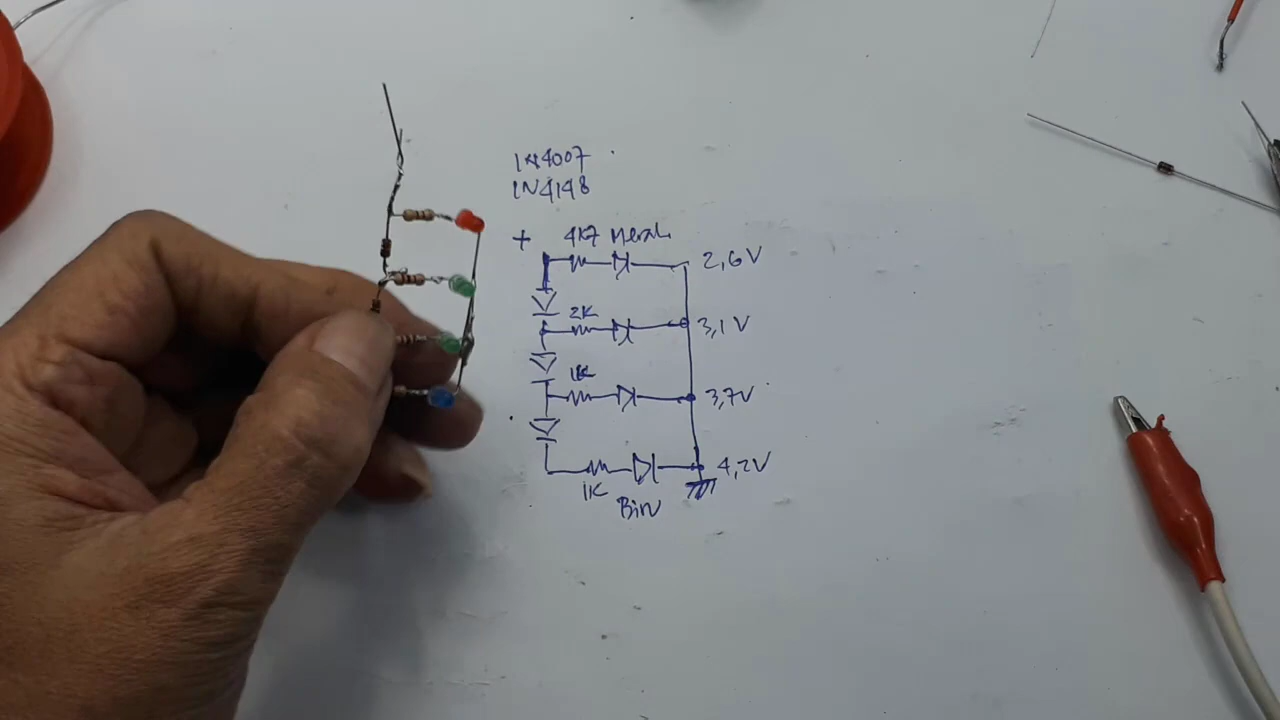 1N4007
1N4148
+ 4K7 Merah 2,6V
2K 3,1V
1K 3,7V
4,2V
1K
Biru